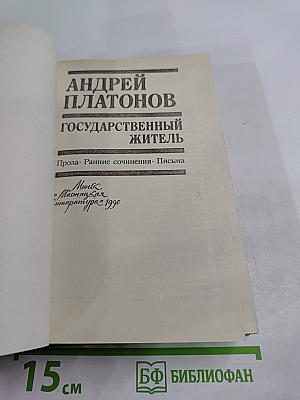 АНДРЕЙ
ПЛАТОНОВ
ГОСУДАРСТВЕННЫЙ
ЖИТЕЛЬ
Проза· Ранние сочинения· Письма
Минск
Мастацкая
литература 1990
15 см
БФ БИБЛИОФАН